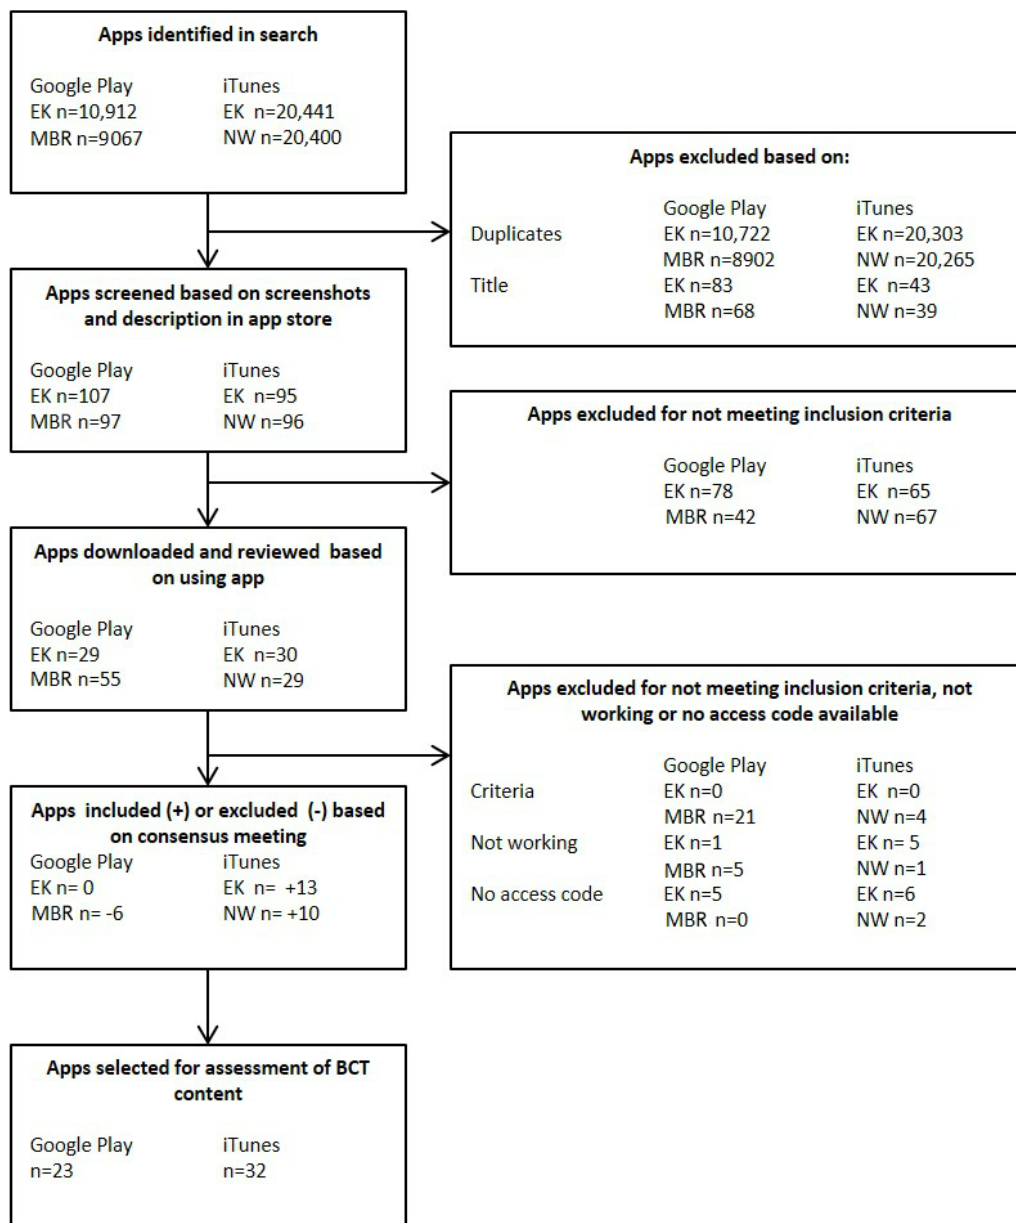 Apps identified in search
Google Play iTunes
EK n=10,912 EK n=20,441
MBR n=9067 NW n=20,400
Apps excluded based on:
Google Play iTunes
Duplicates EK n=10,722 EK n=20,303
MBR n=8902 NW n=20,265
Title EK n=83 EK n=43
MBR n=68 NW n=39
Apps screened based on screenshots
and description in app store
Google Play iTunes
EK n=107 EK n=95
MBR n=97 NW n=96
Apps excluded for not meeting inclusion criteria
Google Play iTunes
EK n=78 EK n=65
MBR n=42 NW n=67
Apps downloaded and reviewed based
on using app
Google Play iTunes
EK n=29 EK n=30
MBR n=55 NW n=29
Apps excluded for not meeting inclusion criteria, not
working or no access code available
Google Play iTunes
Criteria EK n=0 EK n=0
MBR n=21 NW n=4
Not working EK n=1 EK n= 5
MBR n=5 NW n=1
No access code EK n=5 EK n=6
MBR n=0 NW n=2
Apps included (+) or excluded (-) based
on consensus meeting
Google Play iTunes
EK n= 0 EK n= +13
MBR n= -6 NW n= +10
Apps selected for assessment of BCT
content
Google Play iTunes
n=23 n=32